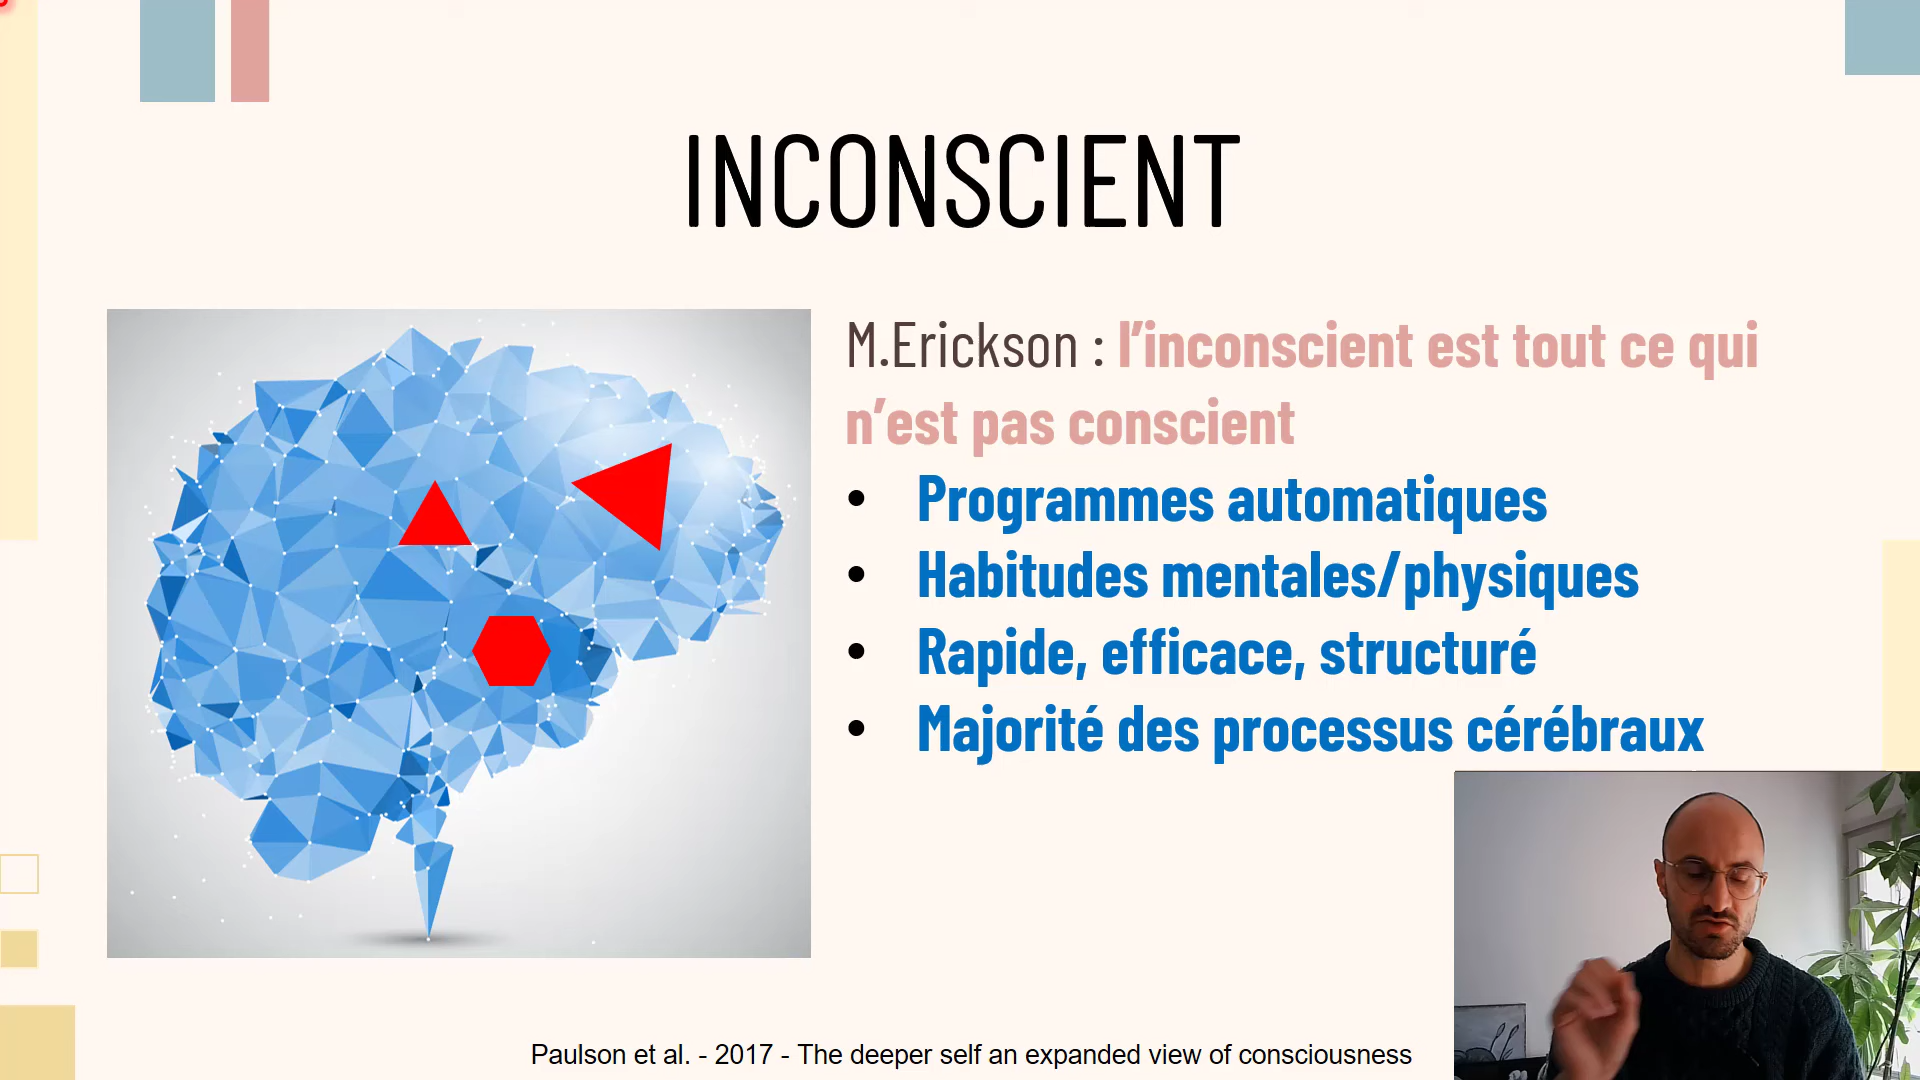 INCONSCIENT
M.Erickson : l’inconscient est tout ce qui
n’est pas conscient
• Programmes automatiques
• Habitudes mentales/physiques
• Rapide, efficace, structuré
• Majorité des processus cérébraux
Paulson et al. - 2017 - The deeper self an expanded view of consciousness